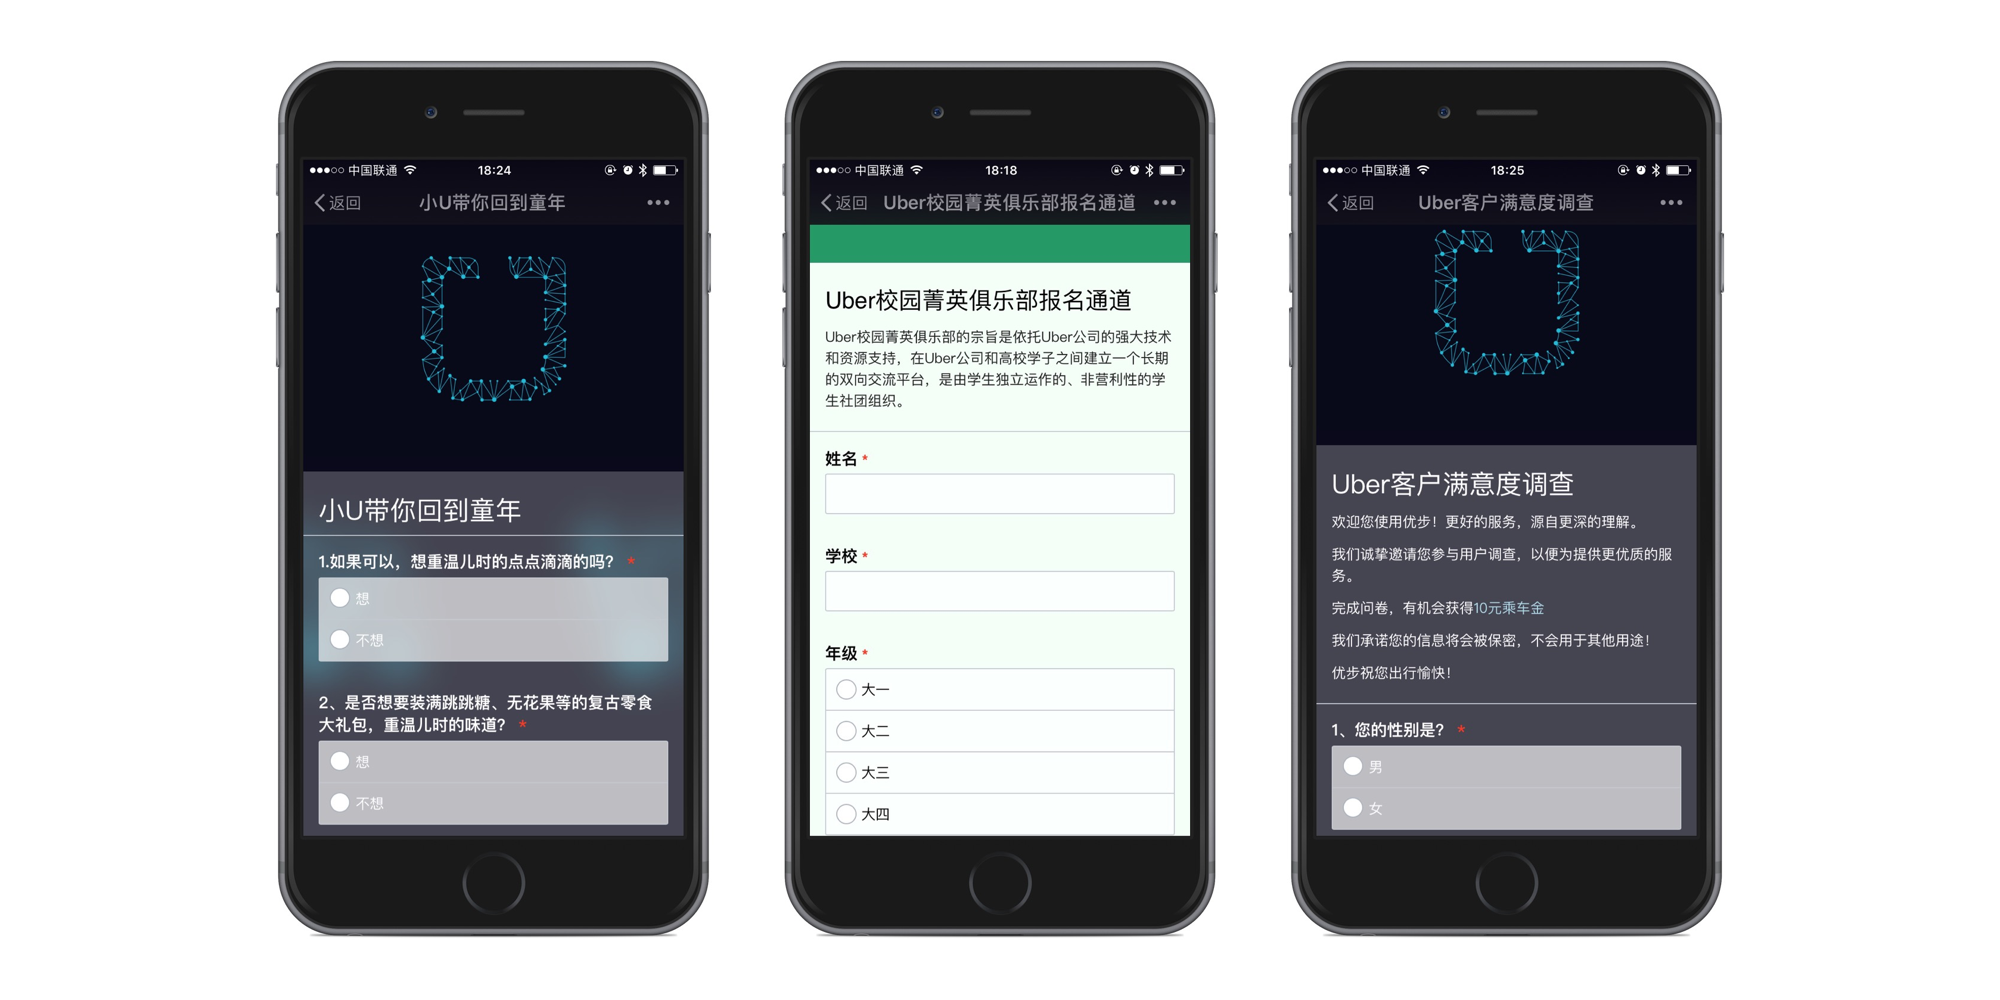 中国联通
18:24
返回
小U带你回到童年
小U带你回到童年
1.如果可以，想重温儿时的点点滴滴的吗？ *
想
不想
2、是否想要装满跳跳糖、无花果等的复古零食
大礼包，重温儿时的味道？ *
想
不想
中国联通
18:18
返回
Uber校园菁英俱乐部报名通道
Uber校园菁英俱乐部报名通道
Uber校园菁英俱乐部的宗旨是依托Uber公司的强大技术
和资源支持，在Uber公司和高校学子之间建立一个长期
的双向交流平台，是由学生独立运作的、非营利性的学
生社团组织。
姓名 *
学校 *
年级 *
大一
大二
大三
大四
中国联通
18:25
返回
Uber客户满意度调查
Uber客户满意度调查
欢迎您使用优步！更好的服务，源自更深的理解。
我们诚挚邀请您参与用户调查，以便为提供更优质的服
务。
完成问卷，有机会获得10元乘车金
我们承诺您的信息将会被保密，不会用于其他用途！
优步祝您出行愉快！
1、您的性别是？ *
男
女